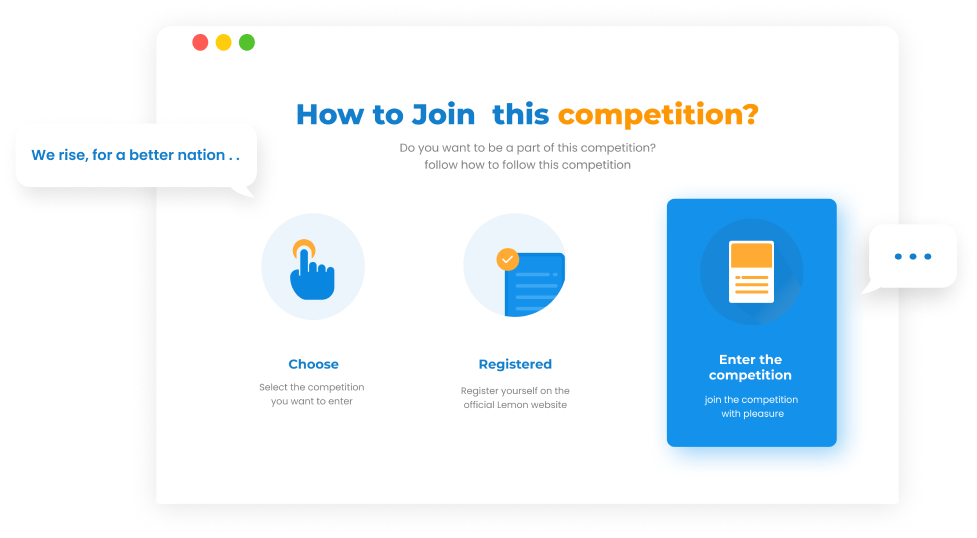 How to Join  this competition?
Do you want to be a part of this competition?
follow how to follow this competition
We rise, for a better nation . .
Choose
Select the competition
you want to enter
Registered
Register yourself on the
official Lemon website
Enter the
competition
join the competition
with pleasure